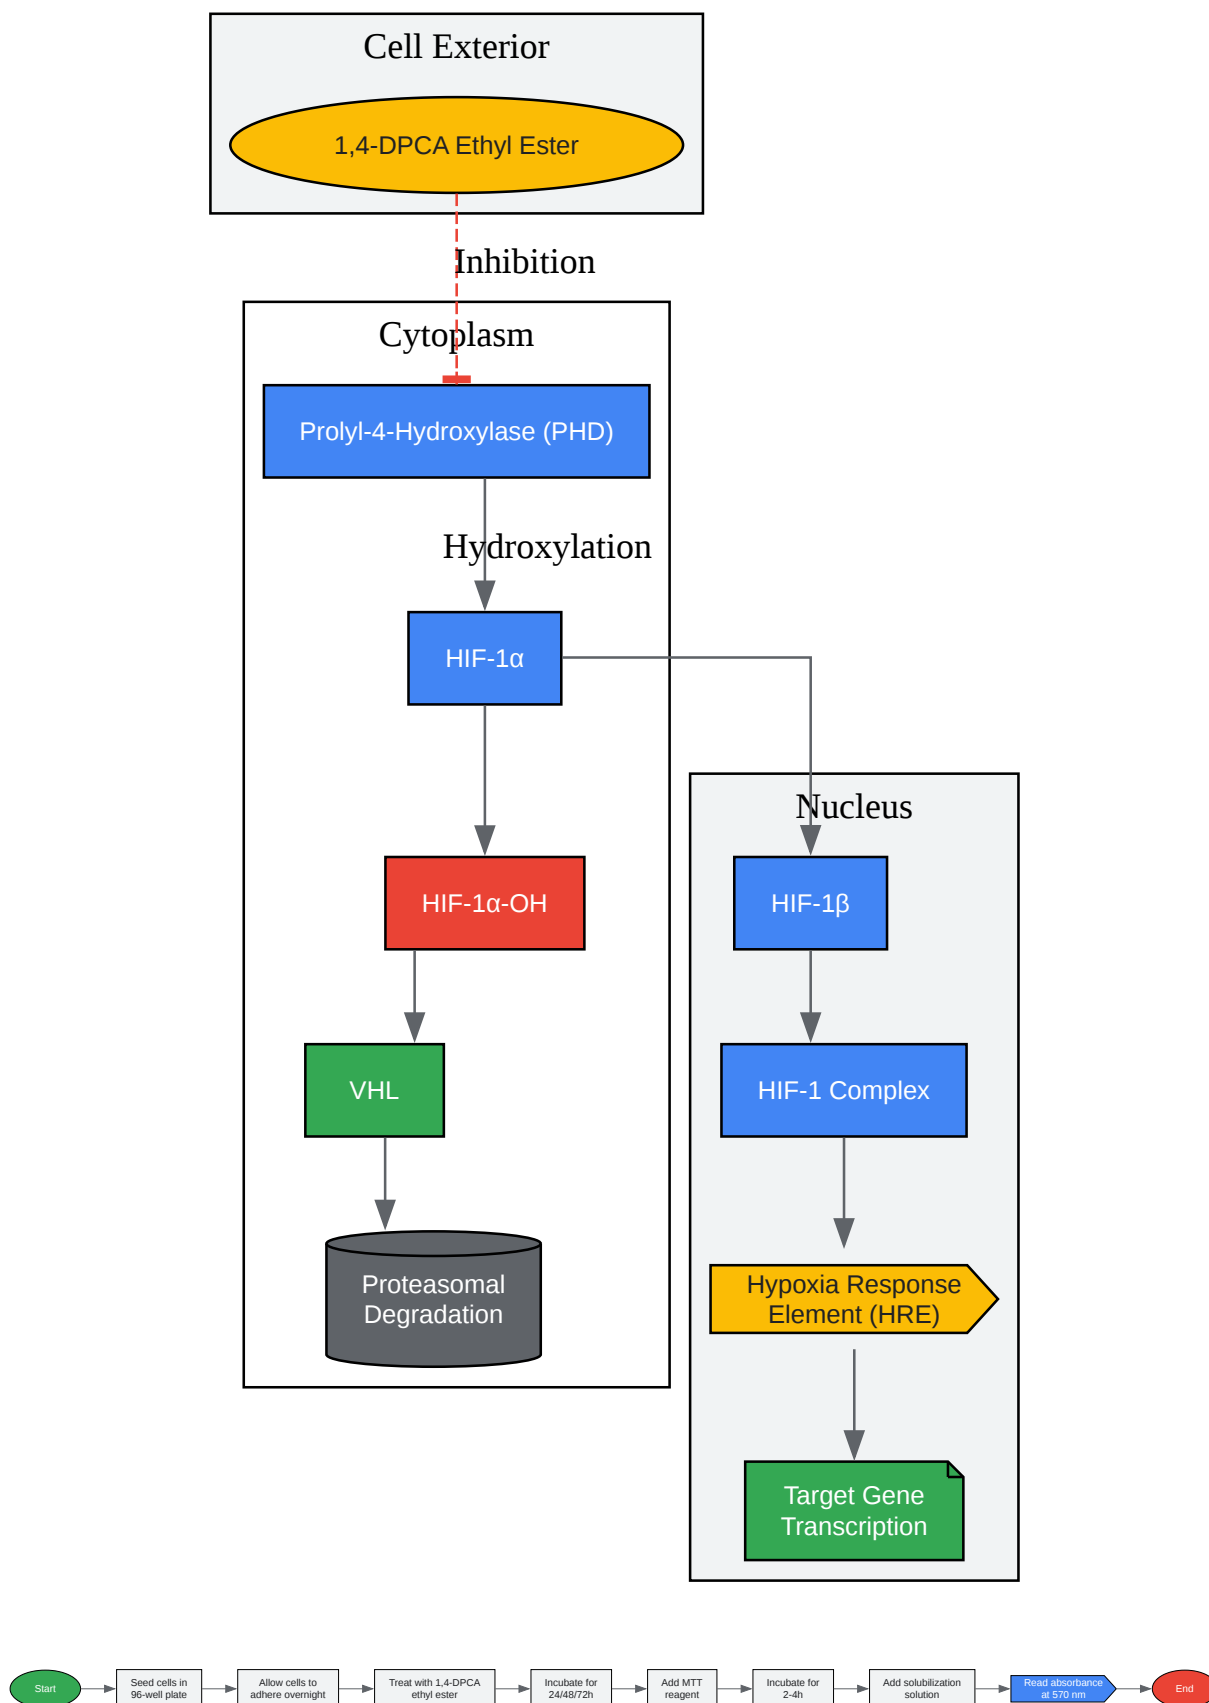 Cell Exterior
1,4-DPCA Ethyl Ester
Inhibition
Cytoplasm
Prolyl-4-Hydroxylase (PHD)
Hydroxylation
HIF-1α
Nucleus
HIF-1α-OH
HIF-1β
VHL
HIF-1 Complex
Proteasomal
Degradation
Hypoxia Response
Element (HRE)
Target Gene
Transcription
Start
Seed cells in
96-well plate
Allow cells to
adhere overnight
Treat with 1,4-DPCA
ethyl ester
Incubate for
24/48/72h
Add MTT
reagent
Incubate for
2-4h
Add solubilization
solution
Read absorbance
at 570 nm
End